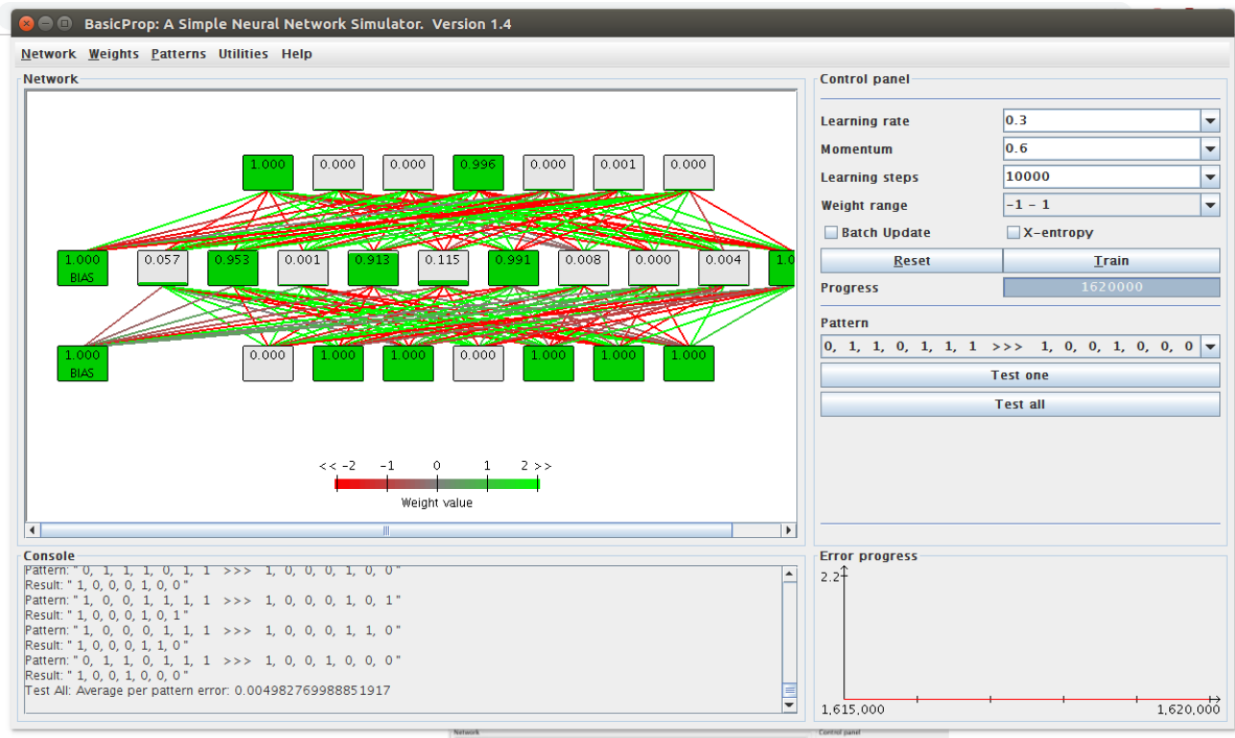 BasicProp: A Simple Neural Network Simulator. Version 1.4
Network Weights Patterns Utilities Help
Network
1.000 0.000 0.000 0.996 0.000 0.001 0.000
1.000 0.057 0.953 0.001 0.913 0.115 0.991 0.008 0.000 0.004 1.0
BIAS
1.000 0.000 1.000 1.000 0.000 1.000 1.000 1.000
BIAS
<< -2 -1 0 1 2 >>
Weight value
Control panel
Learning rate 0.3
Momentum 0.6
Learning steps 10000
Weight range -1 - 1
Batch Update X-entropy
Reset Train
Progress 1620000
Pattern
0, 1, 1, 0, 1, 1, 1 >>> 1, 0, 0, 1, 0, 0, 0
Test one
Test all
Console
Pattern: " 0, 1, 1, 1, 0, 1, 1 >>> 1, 0, 0, 0, 1, 0, 0"
Result: " 1, 0, 0, 0, 1, 0, 0 "
Pattern: " 1, 0, 0, 1, 1, 1, 1 >>> 1, 0, 0, 0, 1, 0, 1"
Result: " 1, 0, 0, 0, 1, 0, 1 "
Pattern: " 1, 0, 0, 0, 1, 1, 1 >>> 1, 0, 0, 0, 1, 1, 0"
Result: " 1, 0, 0, 0, 1, 1, 0 "
Pattern: " 0, 1, 1, 0, 1, 1, 1 >>> 1, 0, 0, 1, 0, 0, 0"
Result: " 1, 0, 0, 1, 0, 0, 0 "
Test All: Average per pattern error: 0.004982769988851917
Error progress
2.2
1,615,000 1,620,000
Network Control panel